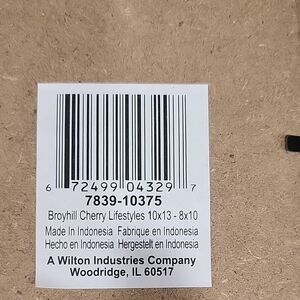 6 72499 04329 7
7839-10375
Broyhill Cherry Lifestyles 10x13 - 8x10
Made In Indonesia Fabrique en Indonesia
Hecho en Indonesia Hergestelt en Indonesia
A Wilton Industries Company
Woodridge, IL 60517